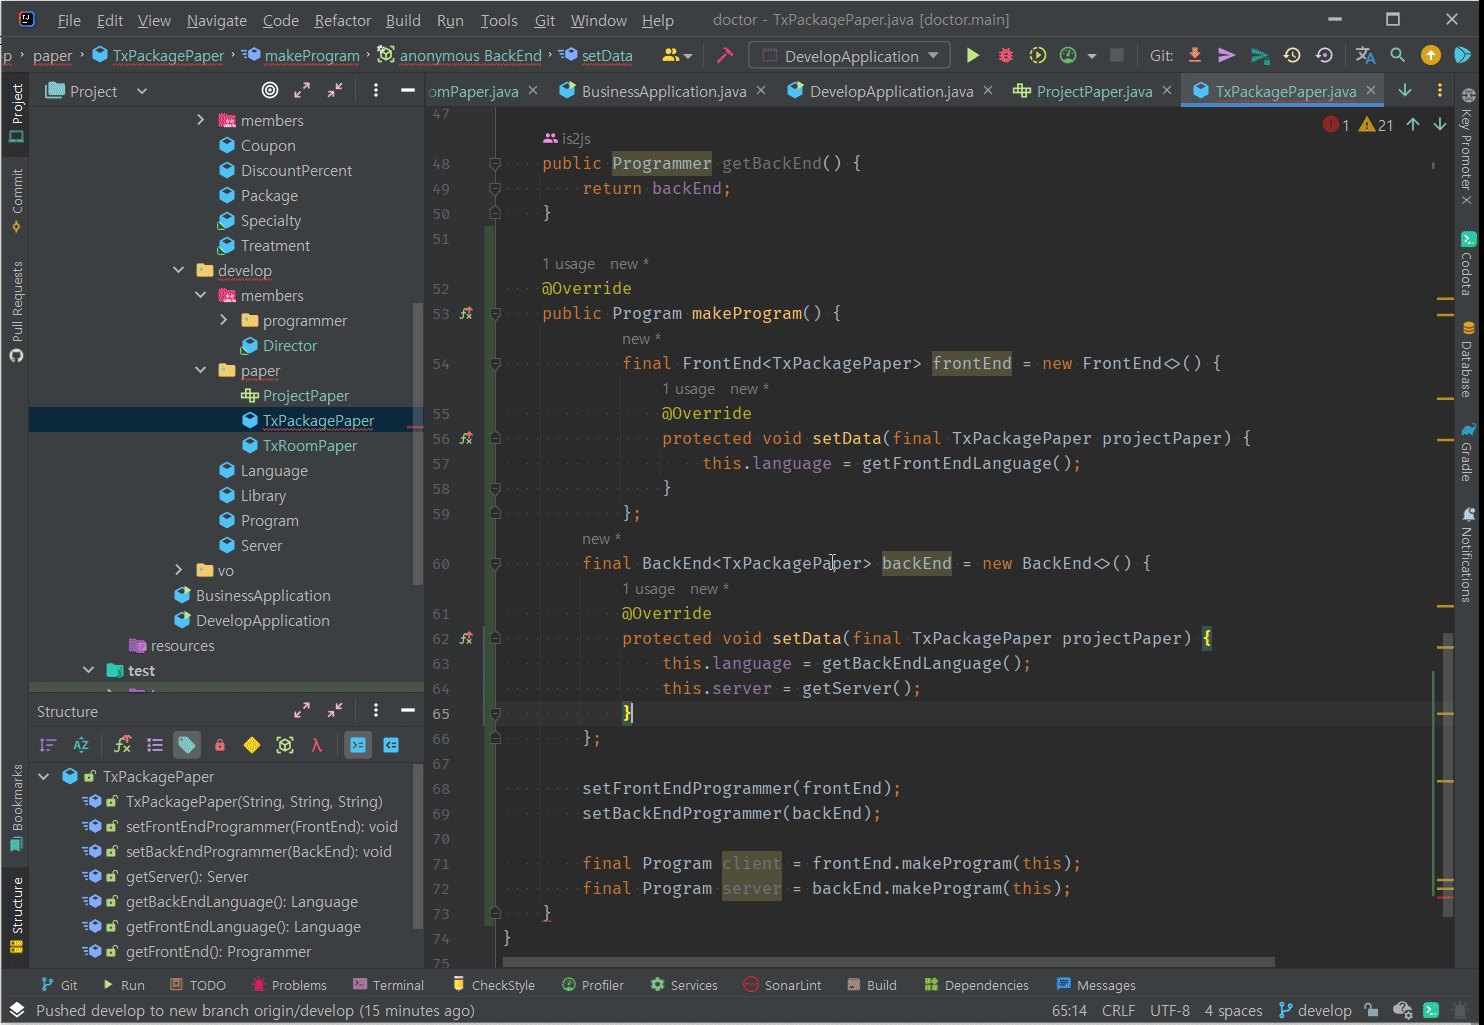 File Edit View Navigate Code Refactor Build Run Tools Git Window Help doctor - TxPackagePaper.java [doctor.main]
paper TxPackagePaper makeProgram anonymous BackEnd setData DevelopApplication Git:
Project
omPaper.java BusinessApplication.java DevelopApplication.java ProjectPaper.java TxPackagePaper.java
1 21
Project
Commit
Pull Requests
Bookmarks
Structure
members
Coupon
DiscountPercent
Package
Specialty
Treatment
develop
members
programmer
Director
paper
ProjectPaper
TxPackagePaper
TxRoomPaper
Language
Library
Program
Server
vo
BusinessApplication
DevelopApplication
resources
test
Structure
TxPackagePaper
TxPackagePaper(String, String, String)
setFrontEndProgrammer(FrontEnd): void
setBackEndProgrammer(BackEnd): void
getServer(): Server
getBackEndLanguage(): Language
getFrontEndLanguage(): Language
getFrontEnd(): Programmer
47
is2js
48 public Programmer getBackEnd() {
49 return backEnd;
50 }
51
1 usage new *
52 @Override
53 public Program makeProgram() {
new *
54 final FrontEnd<TxPackagePaper> frontEnd = new FrontEnd<>() {
1 usage new *
55 @Override
56 protected void setData(final TxPackagePaper projectPaper) {
57 this.language = getFrontEndLanguage();
58 }
59 };
new *
60 final BackEnd<TxPackagePaper> backEnd = new BackEnd<>() {
1 usage new *
61 @Override
62 protected void setData(final TxPackagePaper projectPaper) {
63 this.language = getBackEndLanguage();
64 this.server = getServer();
65 }
66 };
67
68 setFrontEndProgrammer(frontEnd);
69 setBackEndProgrammer(backEnd);
70
71 final Program client = frontEnd.makeProgram(this);
72 final Program server = backEnd.makeProgram(this);
73 }
74 }
75
Key Promoter X
Codota
Database
Gradle
Notifications
Git Run TODO Problems Terminal CheckStyle Profiler Services SonarLint Build Dependencies Messages
Pushed develop to new branch origin/develop (15 minutes ago) 65:14 CRLF UTF-8 4 spaces develop